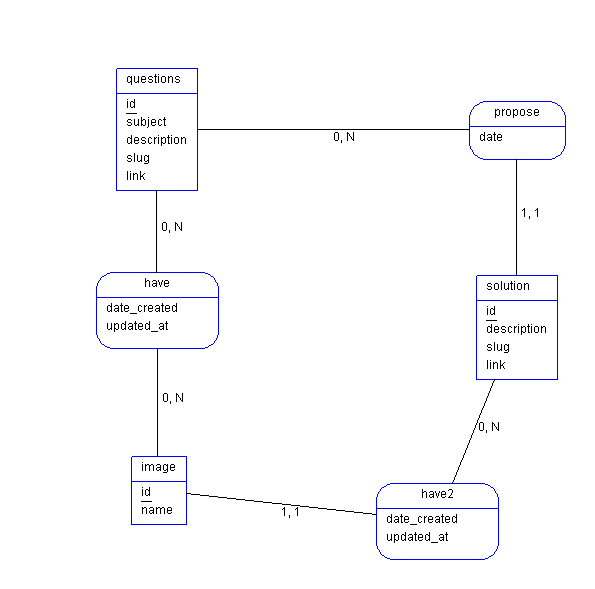 questions
id
subject
description
slug
link
0, N
propose
date
1, 1
0, N
have
date_created
updated_at
solution
id
description
slug
link
0, N
0, N
image
id
name
1, 1
have2
date_created
updated_at